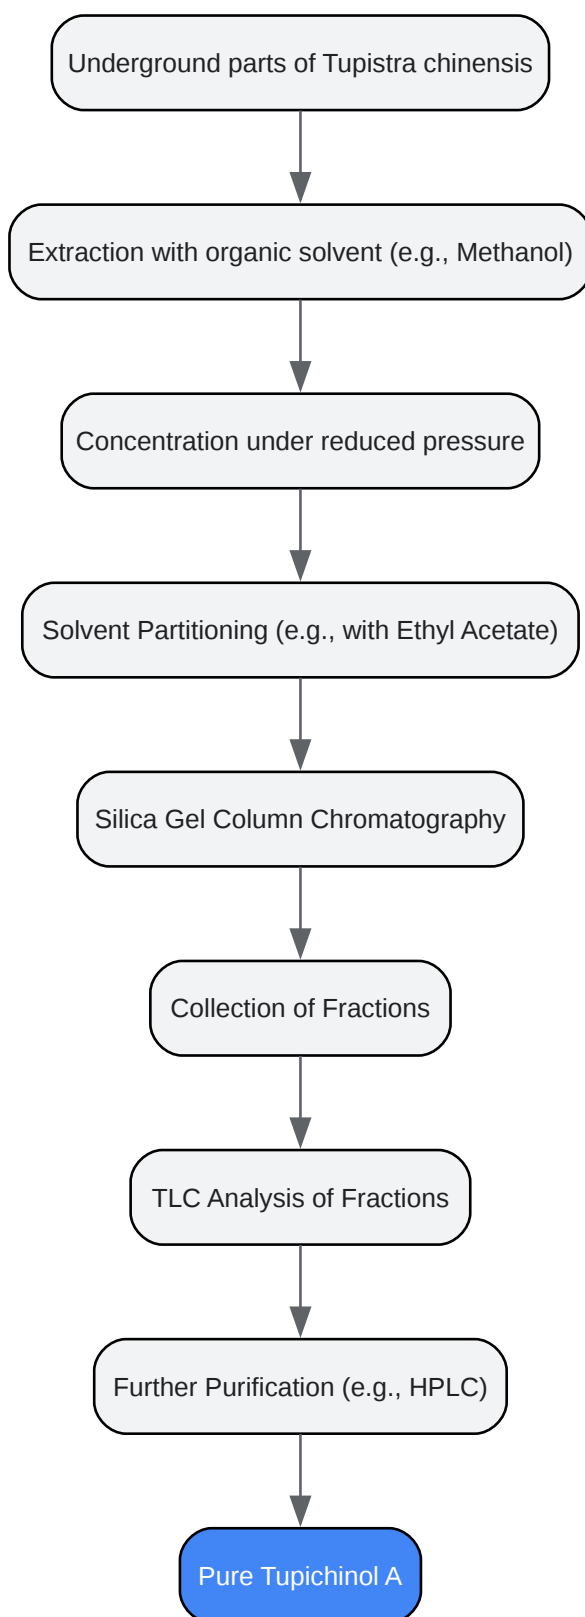 Underground parts of Tupistra chinensis
Extraction with organic solvent (e.g., Methanol)
Concentration under reduced pressure
Solvent Partitioning (e.g., with Ethyl Acetate)
Silica Gel Column Chromatography
Collection of Fractions
TLC Analysis of Fractions
Further Purification (e.g., HPLC)
Pure Tupichinol A